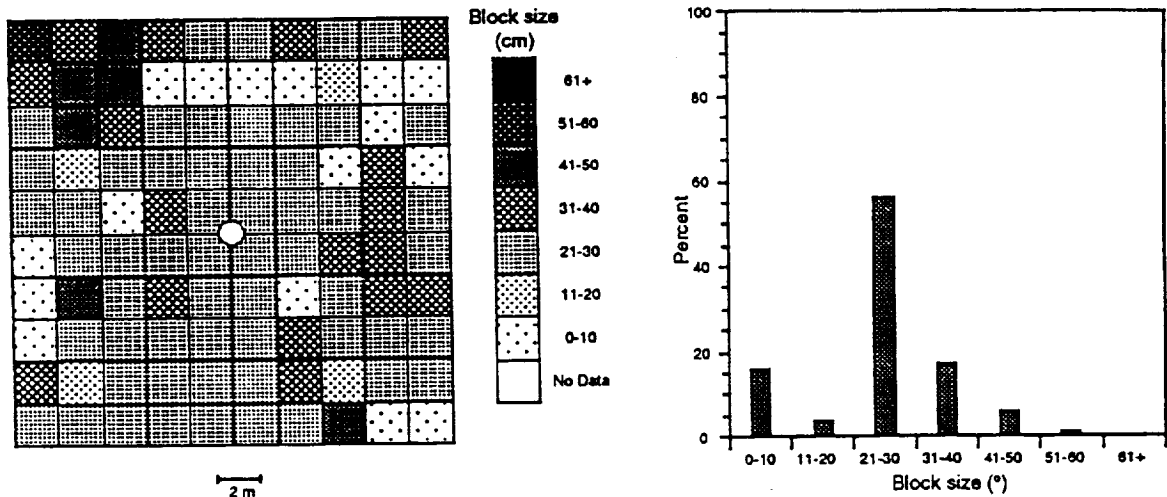 Block size
(cm)
61+
51-60
41-50
31-40
21-30
11-20
0-10
No Data
2 m
100
80
60
40
20
0
Percent
0-10 11-20 21-30 31-40 41-50 51-60 61+
Block size (°)